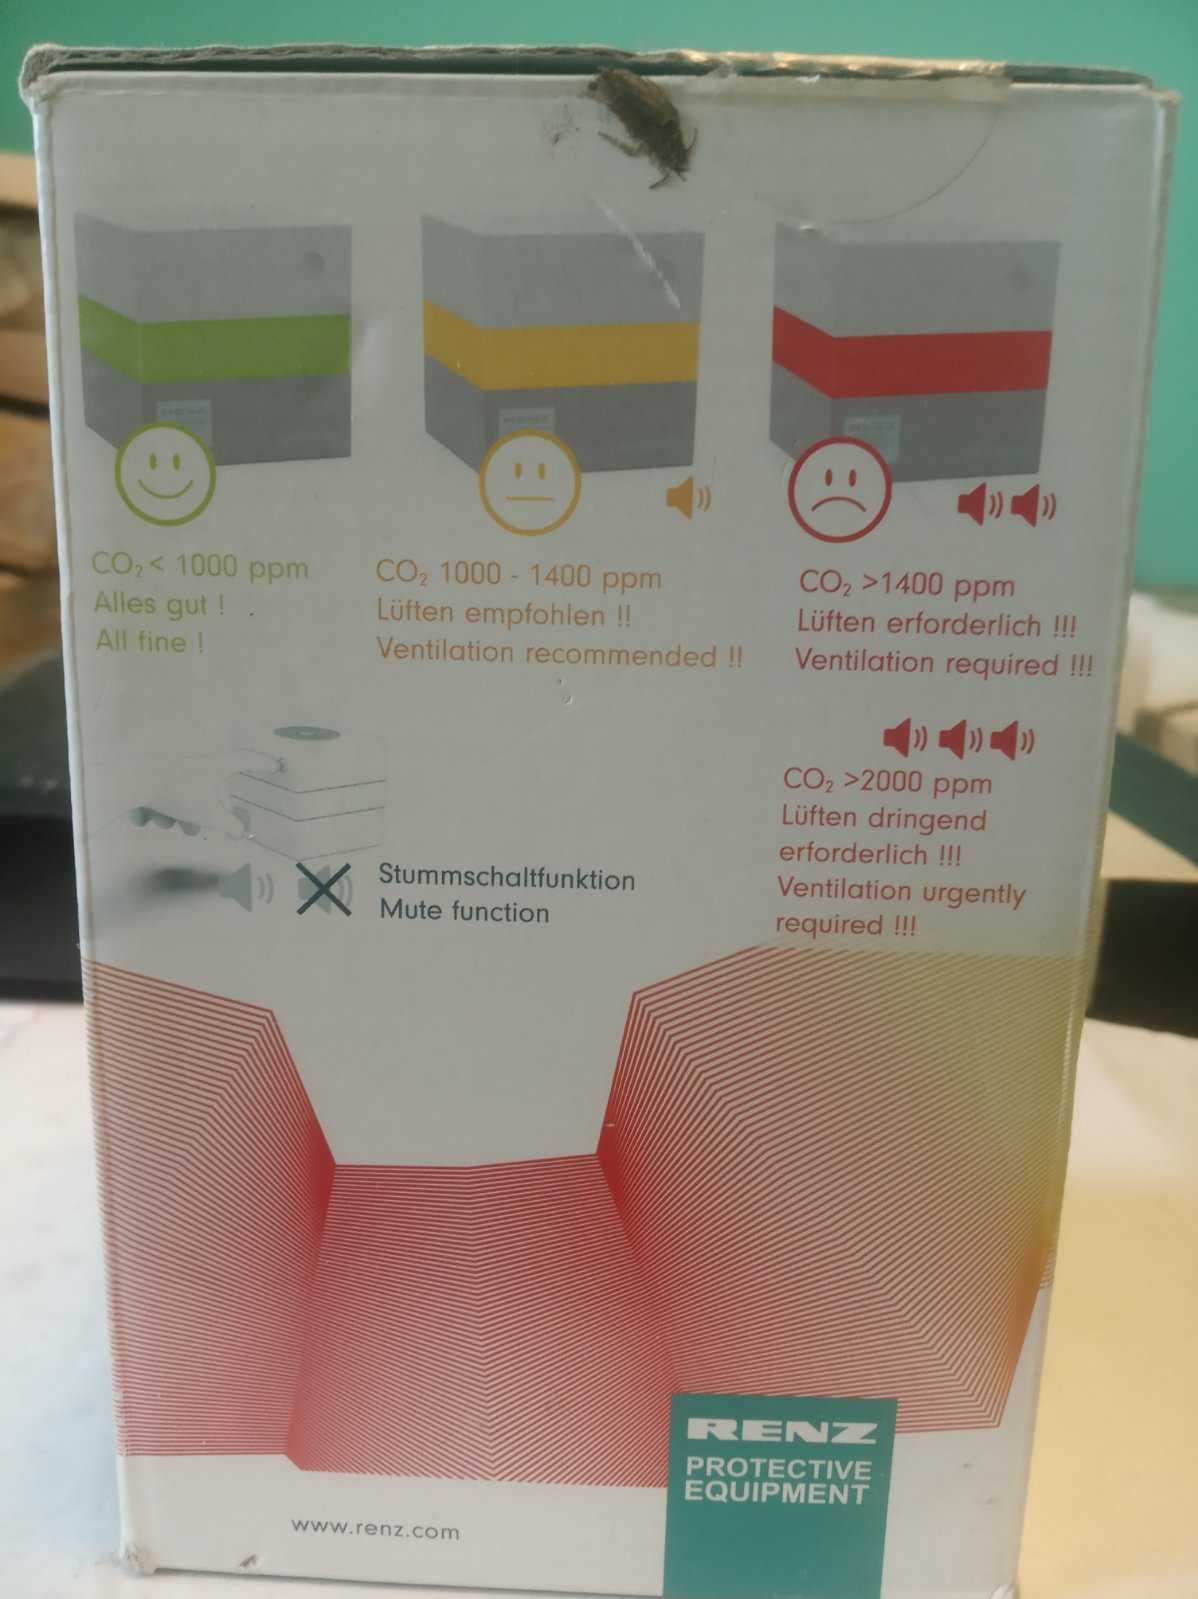 CO₂ < 1000 ppm
Alles gut !
All fine !
CO₂ 1000 - 1400 ppm
Lüften empfohlen !!
Ventilation recommended !!
CO₂ >1400 ppm
Lüften erforderlich !!!
Ventilation required !!!
CO₂ >2000 ppm
Lüften dringend
erforderlich !!!
Ventilation urgently
required !!!
Stummschaltfunktion
Mute function
RENZ
PROTECTIVE
EQUIPMENT
www.renz.com